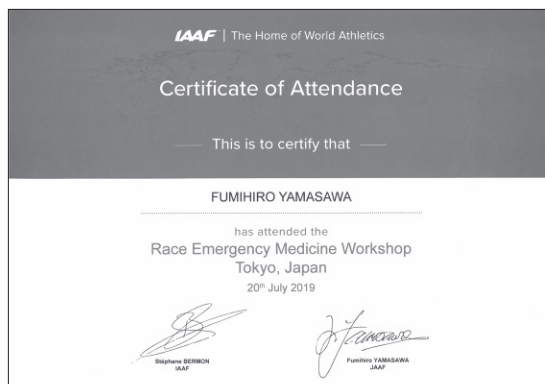 IAAF | The Home of World Athletics
Certificate of Attendance
This is to certify that
FUMIHIRO YAMASAWA
has attended the
Race Emergency Medicine Workshop
Tokyo, Japan
20th July 2019
Stéphane BERMON
IAAF
Fumihiro YAMASAWA
JAAF